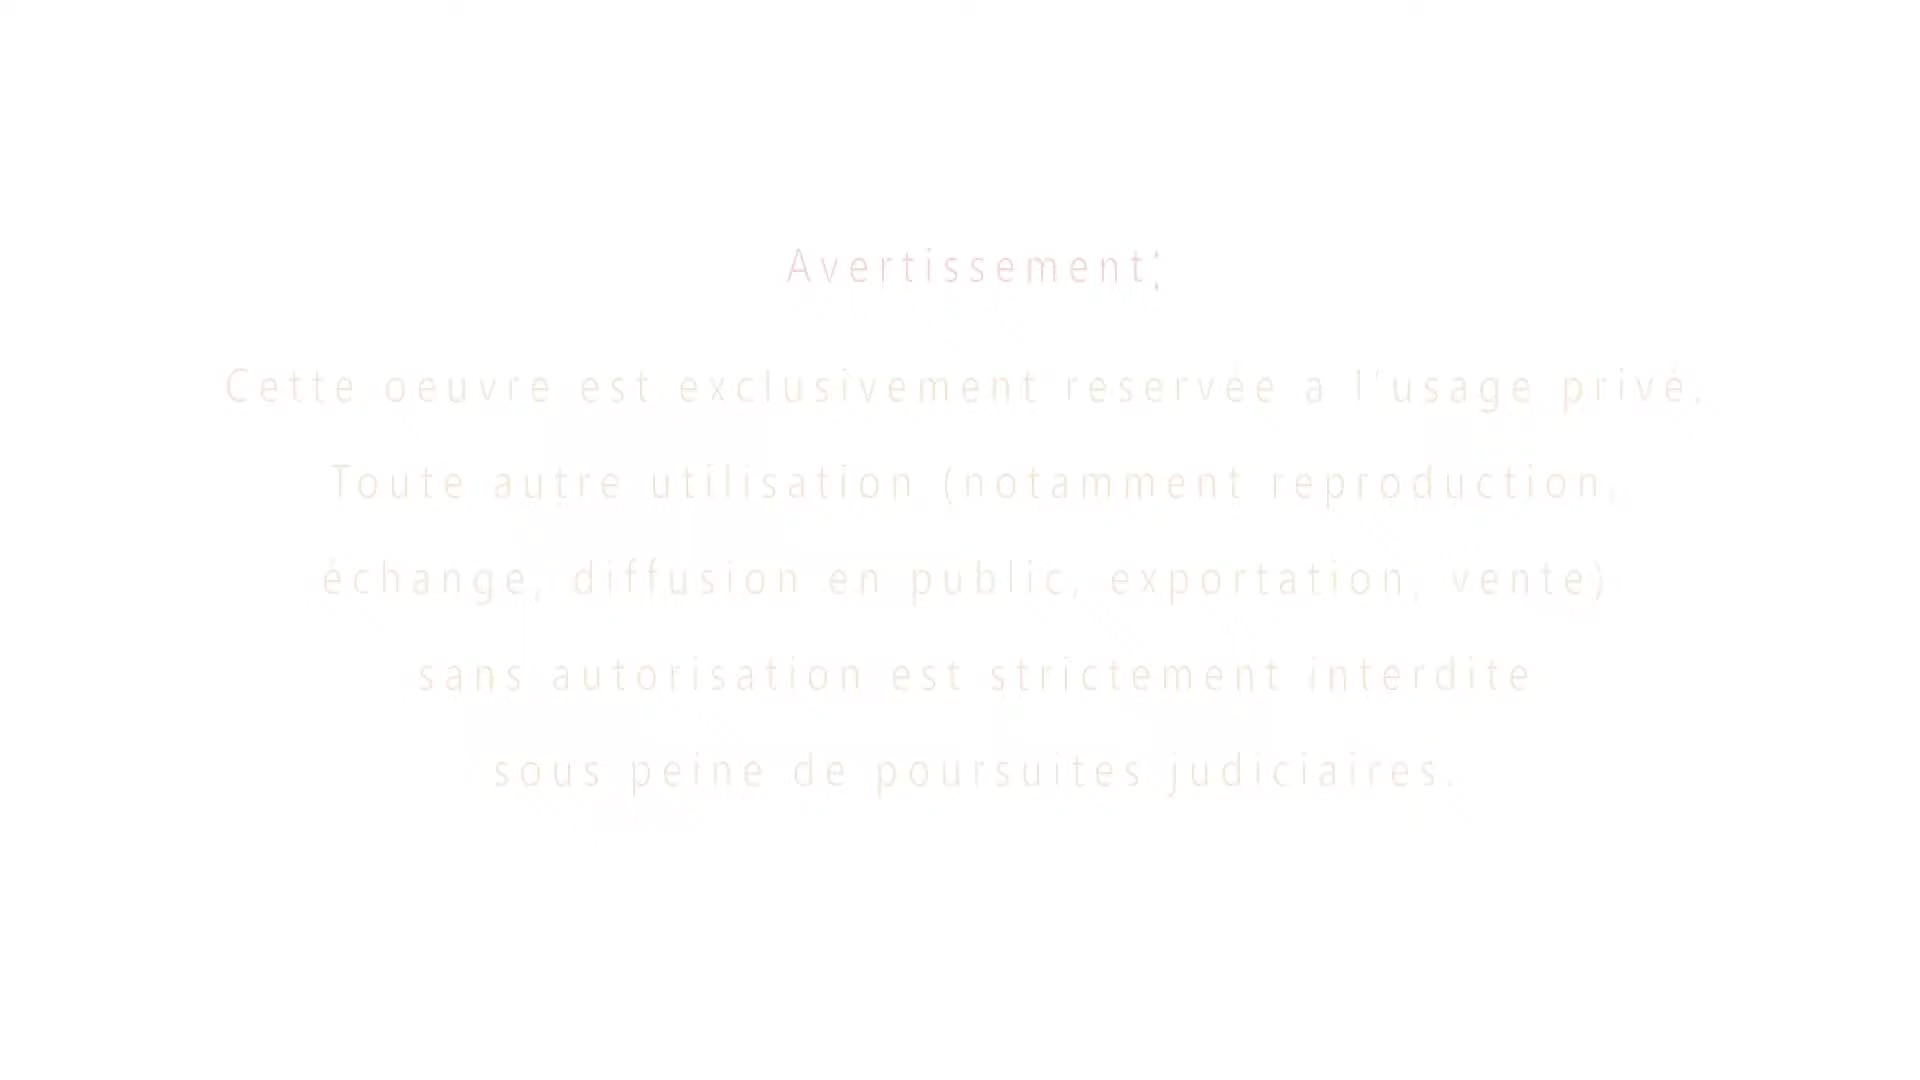 Avertissement:
Cette oeuvre est exclusivement reservée a l'usage privé.
Toute autre utilisation (notamment reproduction,
échange, diffusion en public, exportation, vente)
sans autorisation est strictement interdite
sous peine de poursuites judiciaires.